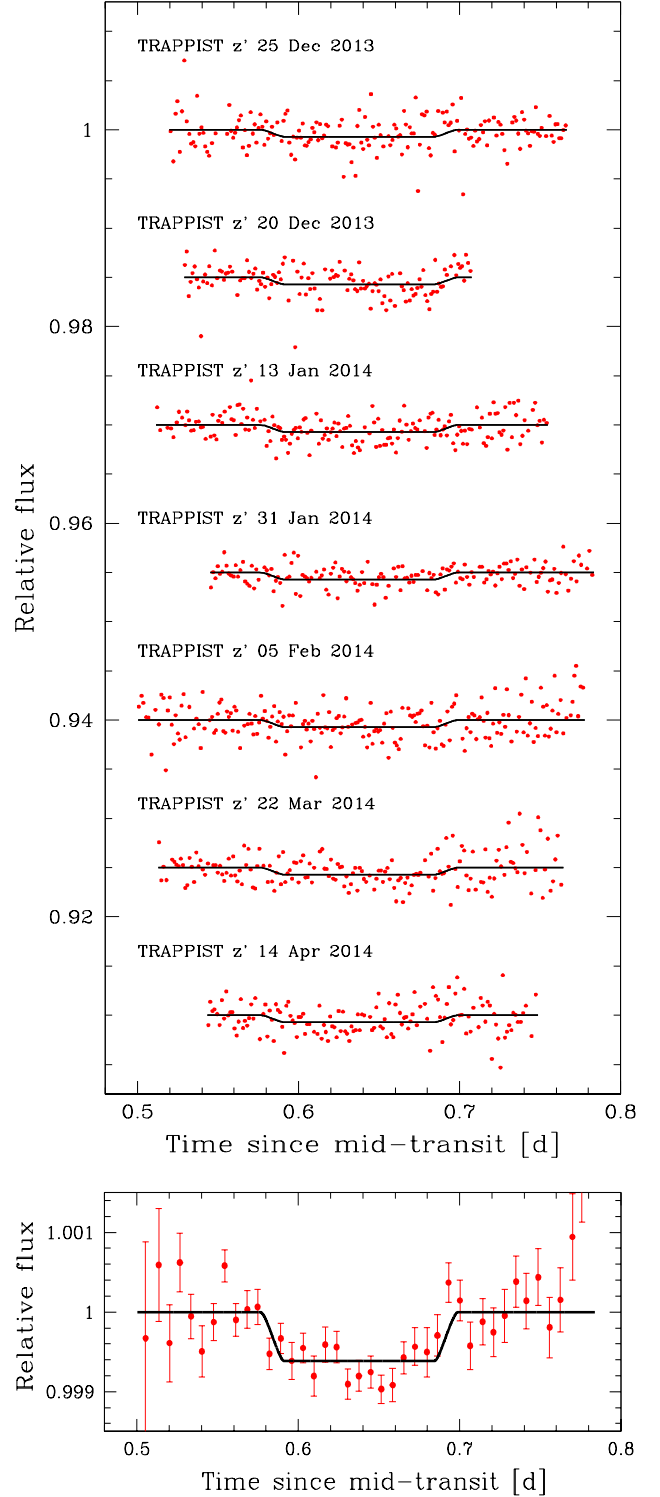 TRAPPIST z' 25 Dec 2013
1
TRAPPIST z' 20 Dec 2013
0.98
TRAPPIST z' 13 Jan 2014
TRAPPIST z' 31 Jan 2014
0.96
Relative flux
TRAPPIST z' 05 Feb 2014
0.94
TRAPPIST z' 22 Mar 2014
0.92
TRAPPIST z' 14 Apr 2014
0.5 0.6 0.7 0.8
Time since mid-transit [d]
1.001
Relative flux
1
0.999
0.5 0.6 0.7 0.8
Time since mid-transit [d]